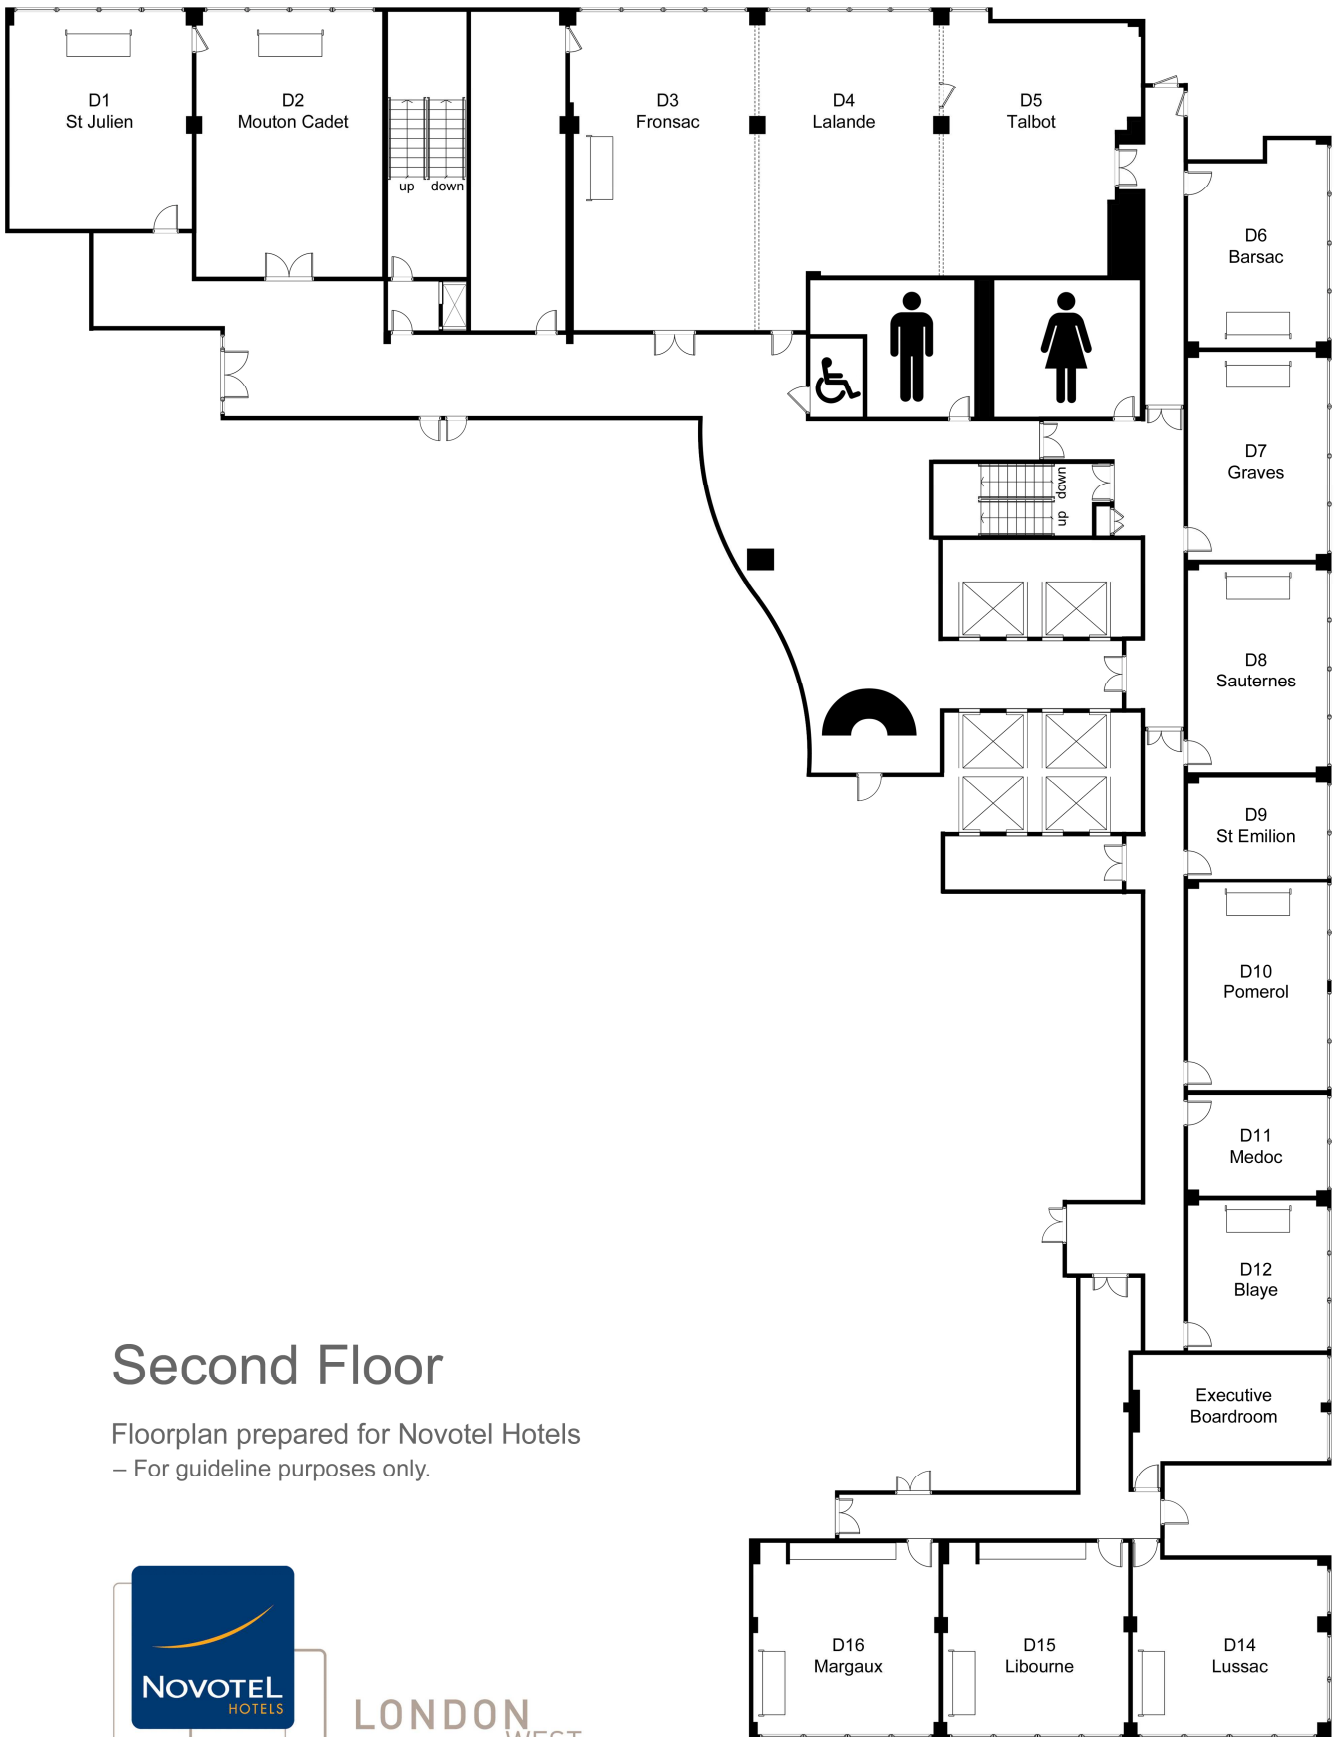 D1
St Julien
D2
Mouton Cadet
up down
D3
Fronsac
D4
Lalande
D5
Talbot
D6
Barsac
D7
Graves
up down
D8
Sauternes
D9
St Emilion
D10
Pomerol
D11
Medoc
D12
Blaye
Executive
Boardroom
D16
Margaux
D15
Libourne
D14
Lussac
Second Floor
Floorplan prepared for Novotel Hotels
– For guideline purposes only.
NOVOTEL
HOTELS
LONDON
WEST